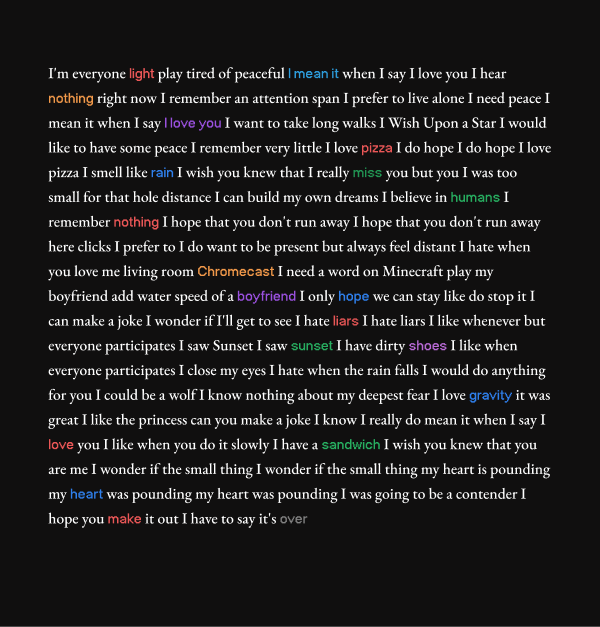 I'm everyone light play tired of peaceful I mean it when I say I love you I hear
nothing right now I remember an attention span I prefer to live alone I need peace I
mean it when I say I love you I want to take long walks I Wish Upon a Star I would
like to have some peace I remember very little I love pizza I do hope I do hope I love
pizza I smell like rain I wish you knew that I really miss you but you I was too
small for that hole distance I can build my own dreams I believe in humans I
remember nothing I hope that you don't run away I hope that you don't run away
here clicks I prefer to I do want to be present but always feel distant I hate when
you love me living room Chromecast I need a word on Minecraft play my
boyfriend add water speed of a boyfriend I only hope we can stay like do stop it I
can make a joke I wonder if I'll get to see I hate liars I hate liars I like whenever but
everyone participates I saw Sunset I saw sunset I have dirty shoes I like when
everyone participates I close my eyes I hate when the rain falls I would do anything
for you I could be a wolf I know nothing about my deepest fear I love gravity it was
great I like the princess can you make a joke I know I really do mean it when I say I
love you I like when you do it slowly I have a sandwich I wish you knew that you
are me I wonder if the small thing I wonder if the small thing my heart is pounding
my heart was pounding my heart was pounding I was going to be a contender I
hope you make it out I have to say it's over